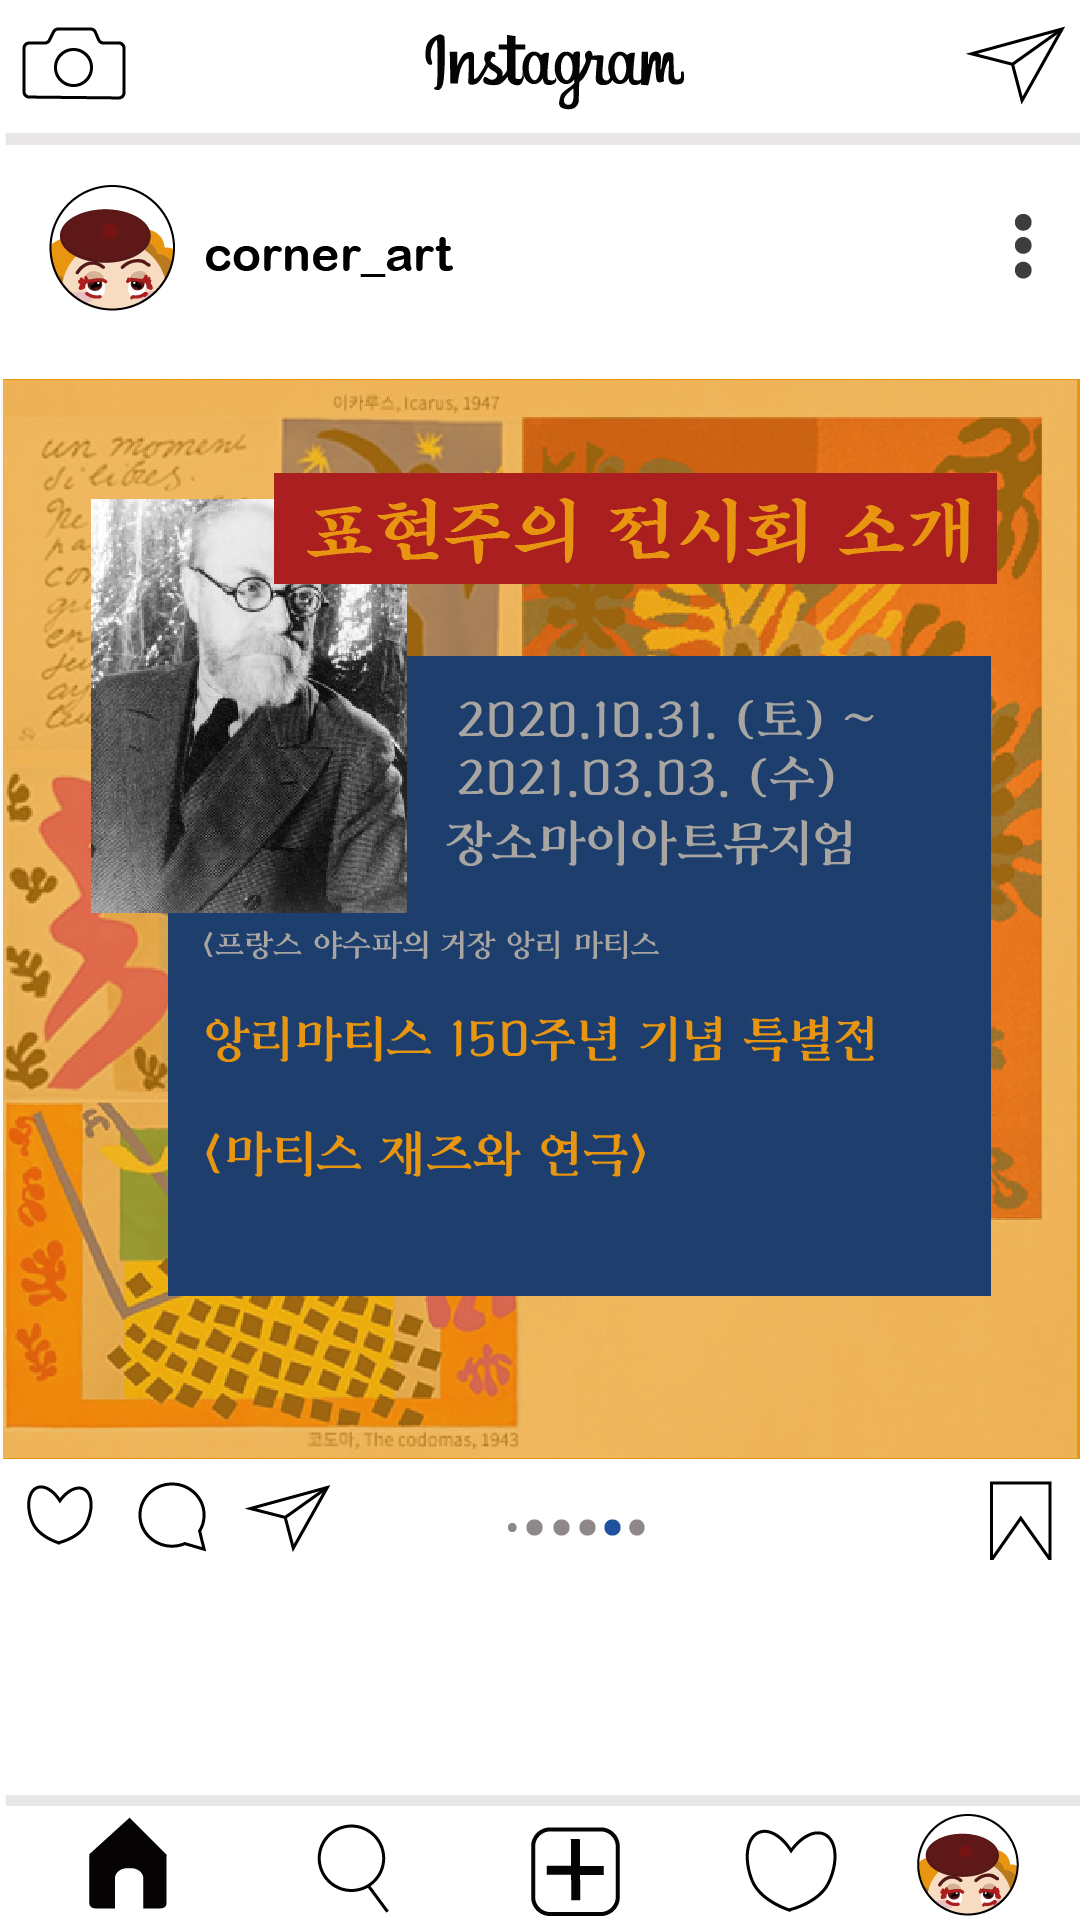 Instagram
corner_art
이카루스, Icarus, 1947
un moment
di libres.
표현주의 전시회 소개
2020.10.31. (토) ~
2021.03.03. (수)
장소마이아트뮤지엄
<프랑스 야수파의 거장 앙리 마티스
앙리마티스 150주년 기념 특별전
<마티스 재즈와 연극>
코도마, The codomas, 1943